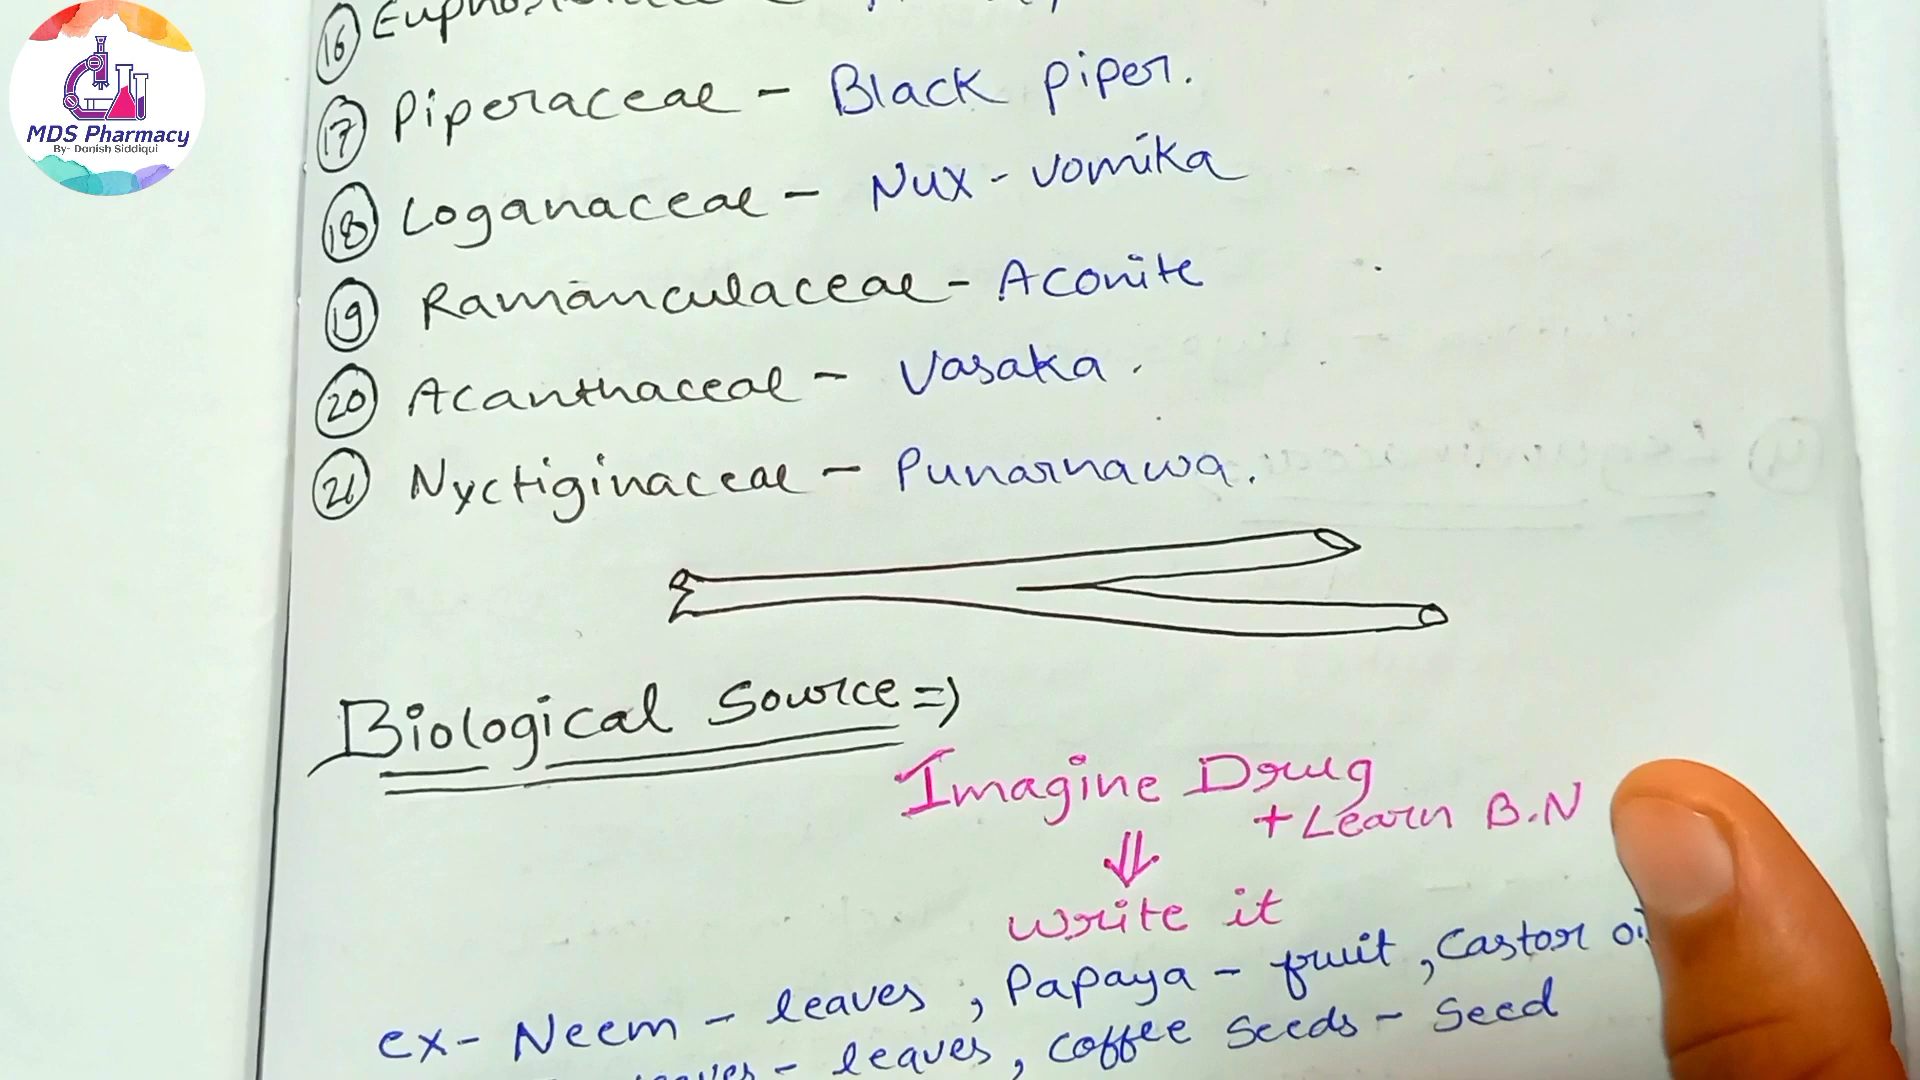 MDS Pharmacy
By- Danish Siddiqui
16
17 Piperaceae - Black Piper.
18 Loganaceae - Nux - vomika
19 Ramanculaceae - Aconite
20 Acanthaceae - Vasaka.
21 Nyctiginaceae - Punarnawa.
Biological Source =>
Imagine Drug
+ Learn B.N
⇓
write it
ex- Neem - leaves , Papaya - fruit , Castor
- leaves , coffee seeds - seed